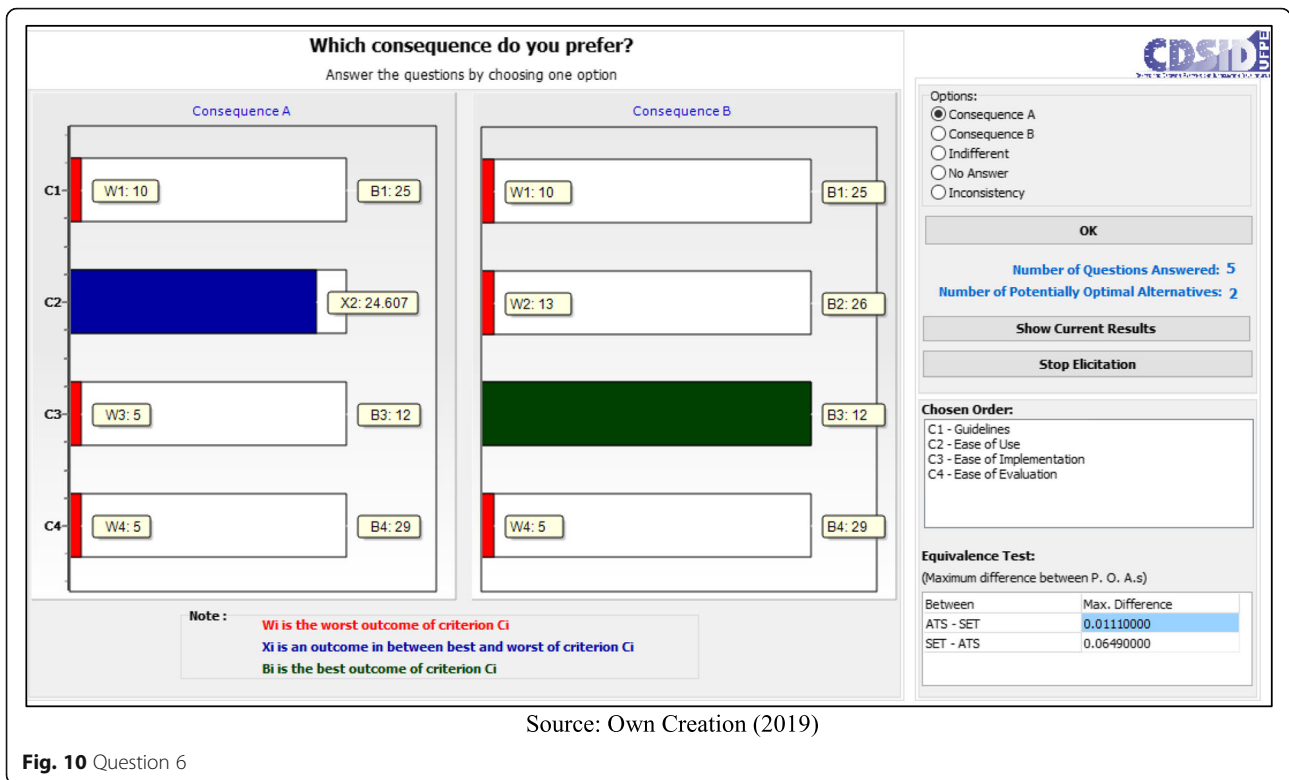 Which consequence do you prefer?
Answer the questions by choosing one option
Consequence A
C1
W1: 10
B1: 25
C2
X2: 24.607
C3
W3: 5
B3: 12
C4
W4: 5
B4: 29
Consequence B
W1: 10
B1: 25
W2: 13
B2: 26
B3: 12
W4: 5
B4: 29
Note :
Wi is the worst outcome of criterion Ci
Xi is an outcome in between best and worst of criterion Ci
Bi is the best outcome of criterion Ci
CDSID
UFPE
Options:
Consequence A
Consequence B
Indifferent
No Answer
Inconsistency
OK
Number of Questions Answered: 5
Number of Potentially Optimal Alternatives: 2
Show Current Results
Stop Elicitation
Chosen Order:
C1 - Guidelines
C2 - Ease of Use
C3 - Ease of Implementation
C4 - Ease of Evaluation
Equivalence Test:
(Maximum difference between P. O. A.s)
Between Max. Difference
ATS - SET 0.01110000
SET - ATS 0.06490000
Source: Own Creation (2019)
Fig. 10 Question 6